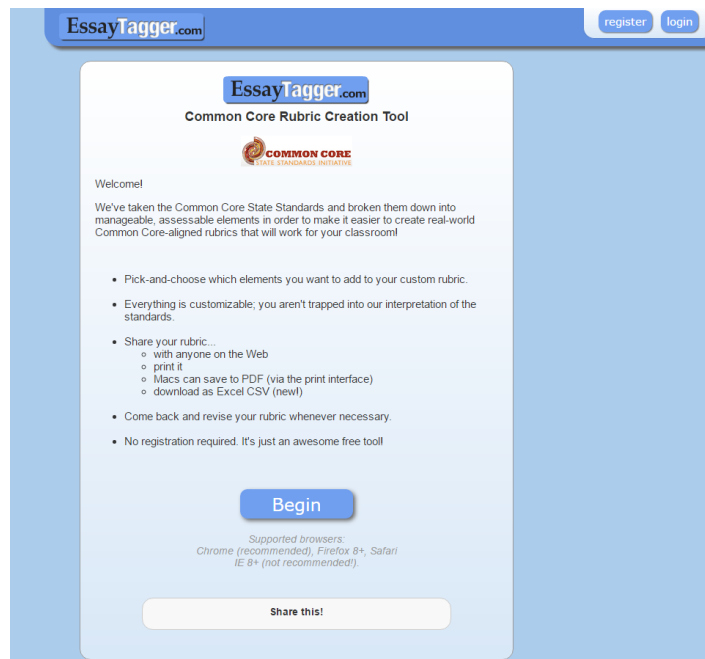 EssayTagger.com
register
login
EssayTagger.com
Common Core Rubric Creation Tool
COMMON CORE
STATE STANDARDS INITIATIVE
Welcome!
We've taken the Common Core State Standards and broken them down into
manageable, assessable elements in order to make it easier to create real-world
Common Core-aligned rubrics that will work for your classroom!
• Pick-and-choose which elements you want to add to your custom rubric.
• Everything is customizable; you aren't trapped into our interpretation of the
standards.
• Share your rubric...
○ with anyone on the Web
○ print it
○ Macs can save to PDF (via the print interface)
○ download as Excel CSV (new!)
• Come back and revise your rubric whenever necessary.
• No registration required. It's just an awesome free tool!
Begin
Supported browsers:
Chrome (recommended), Firefox 8+, Safari
IE 8+ (not recommended!).
Share this!